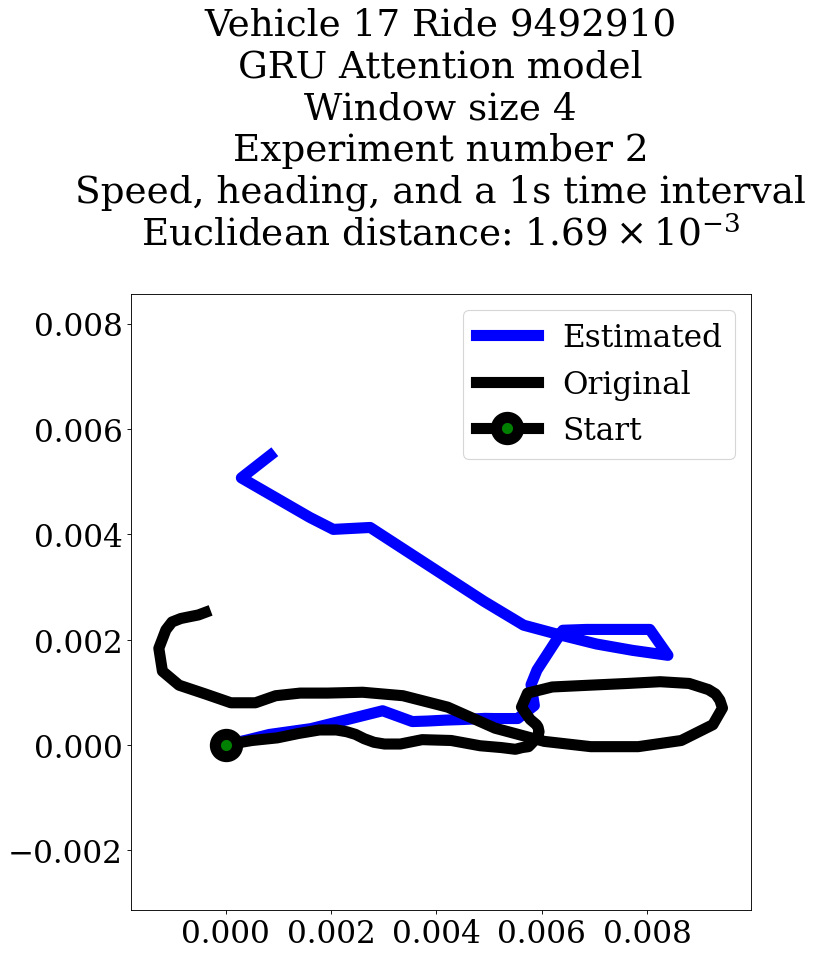 Vehicle 17 Ride 9492910
GRU Attention model
Window size 4
Experiment number 2
Speed, heading, and a 1s time interval
Euclidean distance: 1.69 × 10⁻³
Estimated
Original
Start
0.008
0.006
0.004
0.002
0.000
−0.002
0.000 0.002 0.004 0.006 0.008